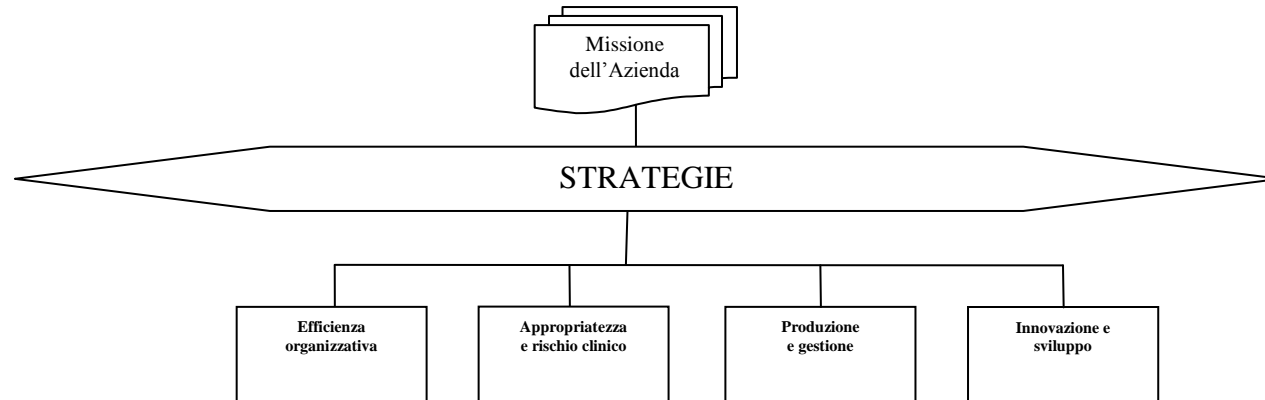 Missione
dell’Azienda
STRATEGIE
Efficienza
organizzativa
Appropriatezza
e rischio clinico
Produzione
e gestione
Innovazione e
sviluppo